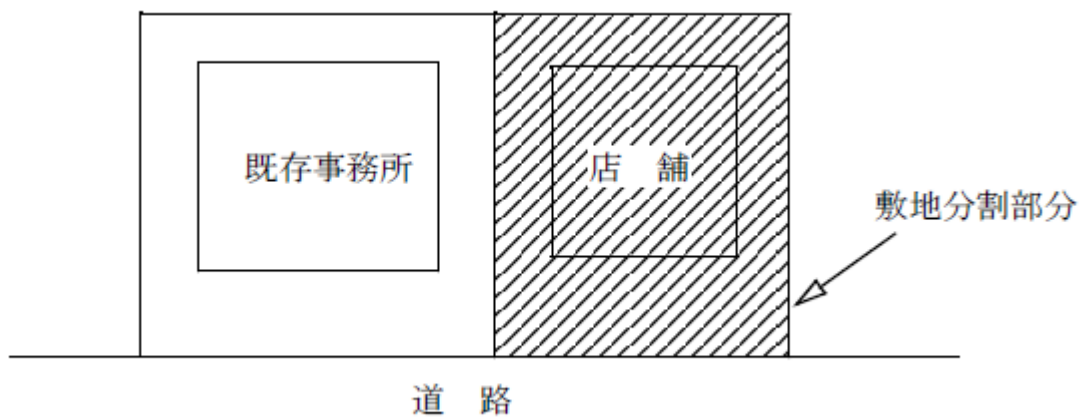 既存事務所
店　舗
敷地分割部分
道　路